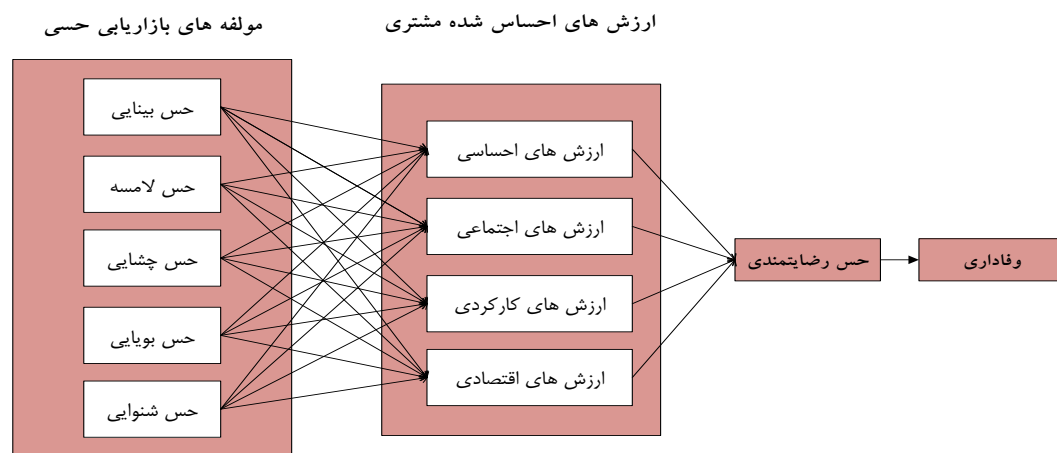 ارزش های احساس شده مشتری
مولفه های بازاریابی حسی
حس بینایی
حس لامسه
حس چشایی
حس بویایی
حس شنوایی
ارزش های احساسی
ارزش های اجتماعی
ارزش های کارکردی
ارزش های اقتصادی
حس رضایتمندی
وفاداری